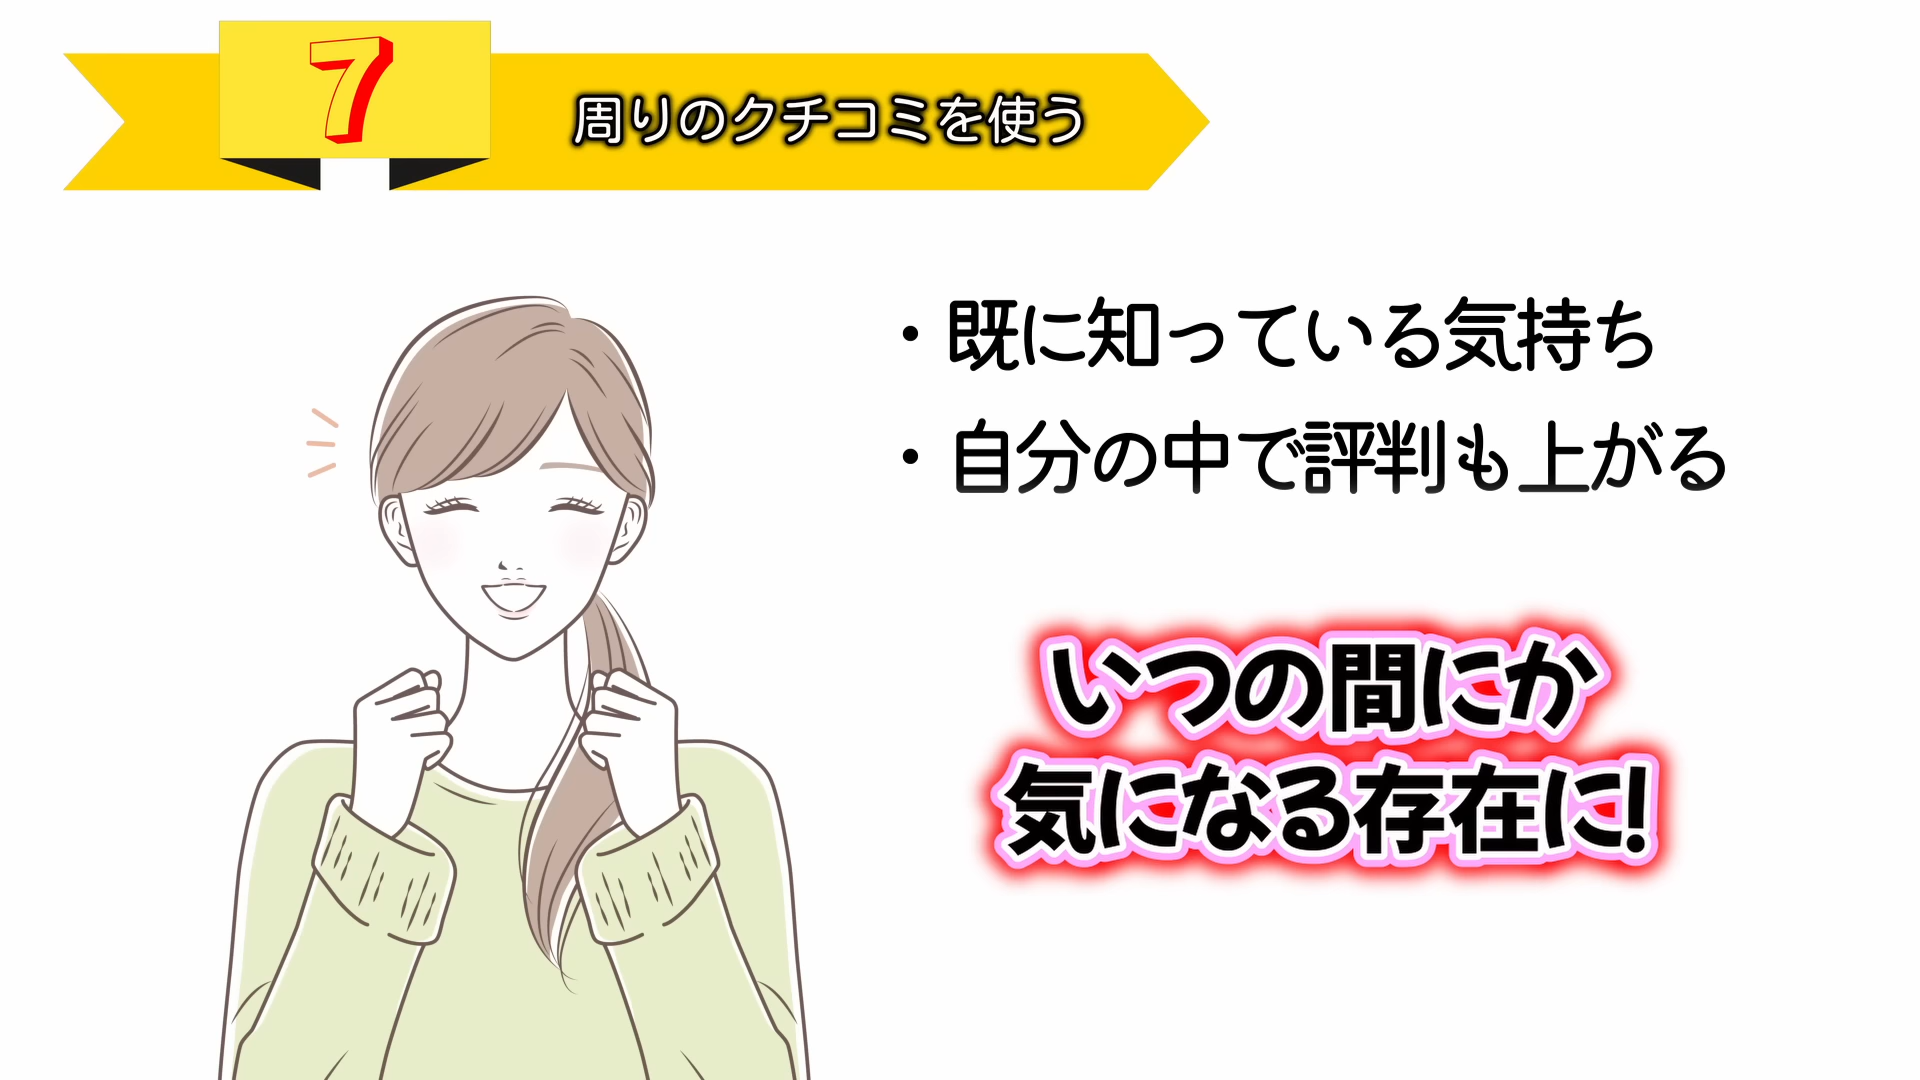 7
周りのクチコミを使う
・既に知っている気持ち
・自分の中で評判も上がる
いつの間にか
気になる存在に!